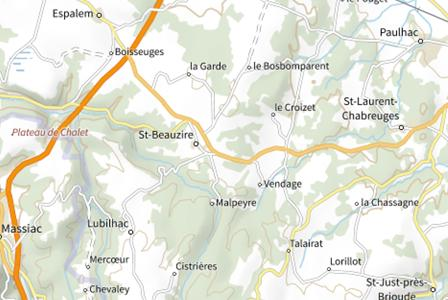 Espalem
Paulhac
Boisseuges
la Garde
le Bosbomparent
le Croizet
St-Laurent-
Chabreuges
Plateau de Chalet
St-Beauzire
Vendage
Malpeyre
la Chassagne
Massiac
Lubilhac
Talairat
Mercœur
Cistrières
Lorillot
St-Just-près-
Brioude
Chevaley